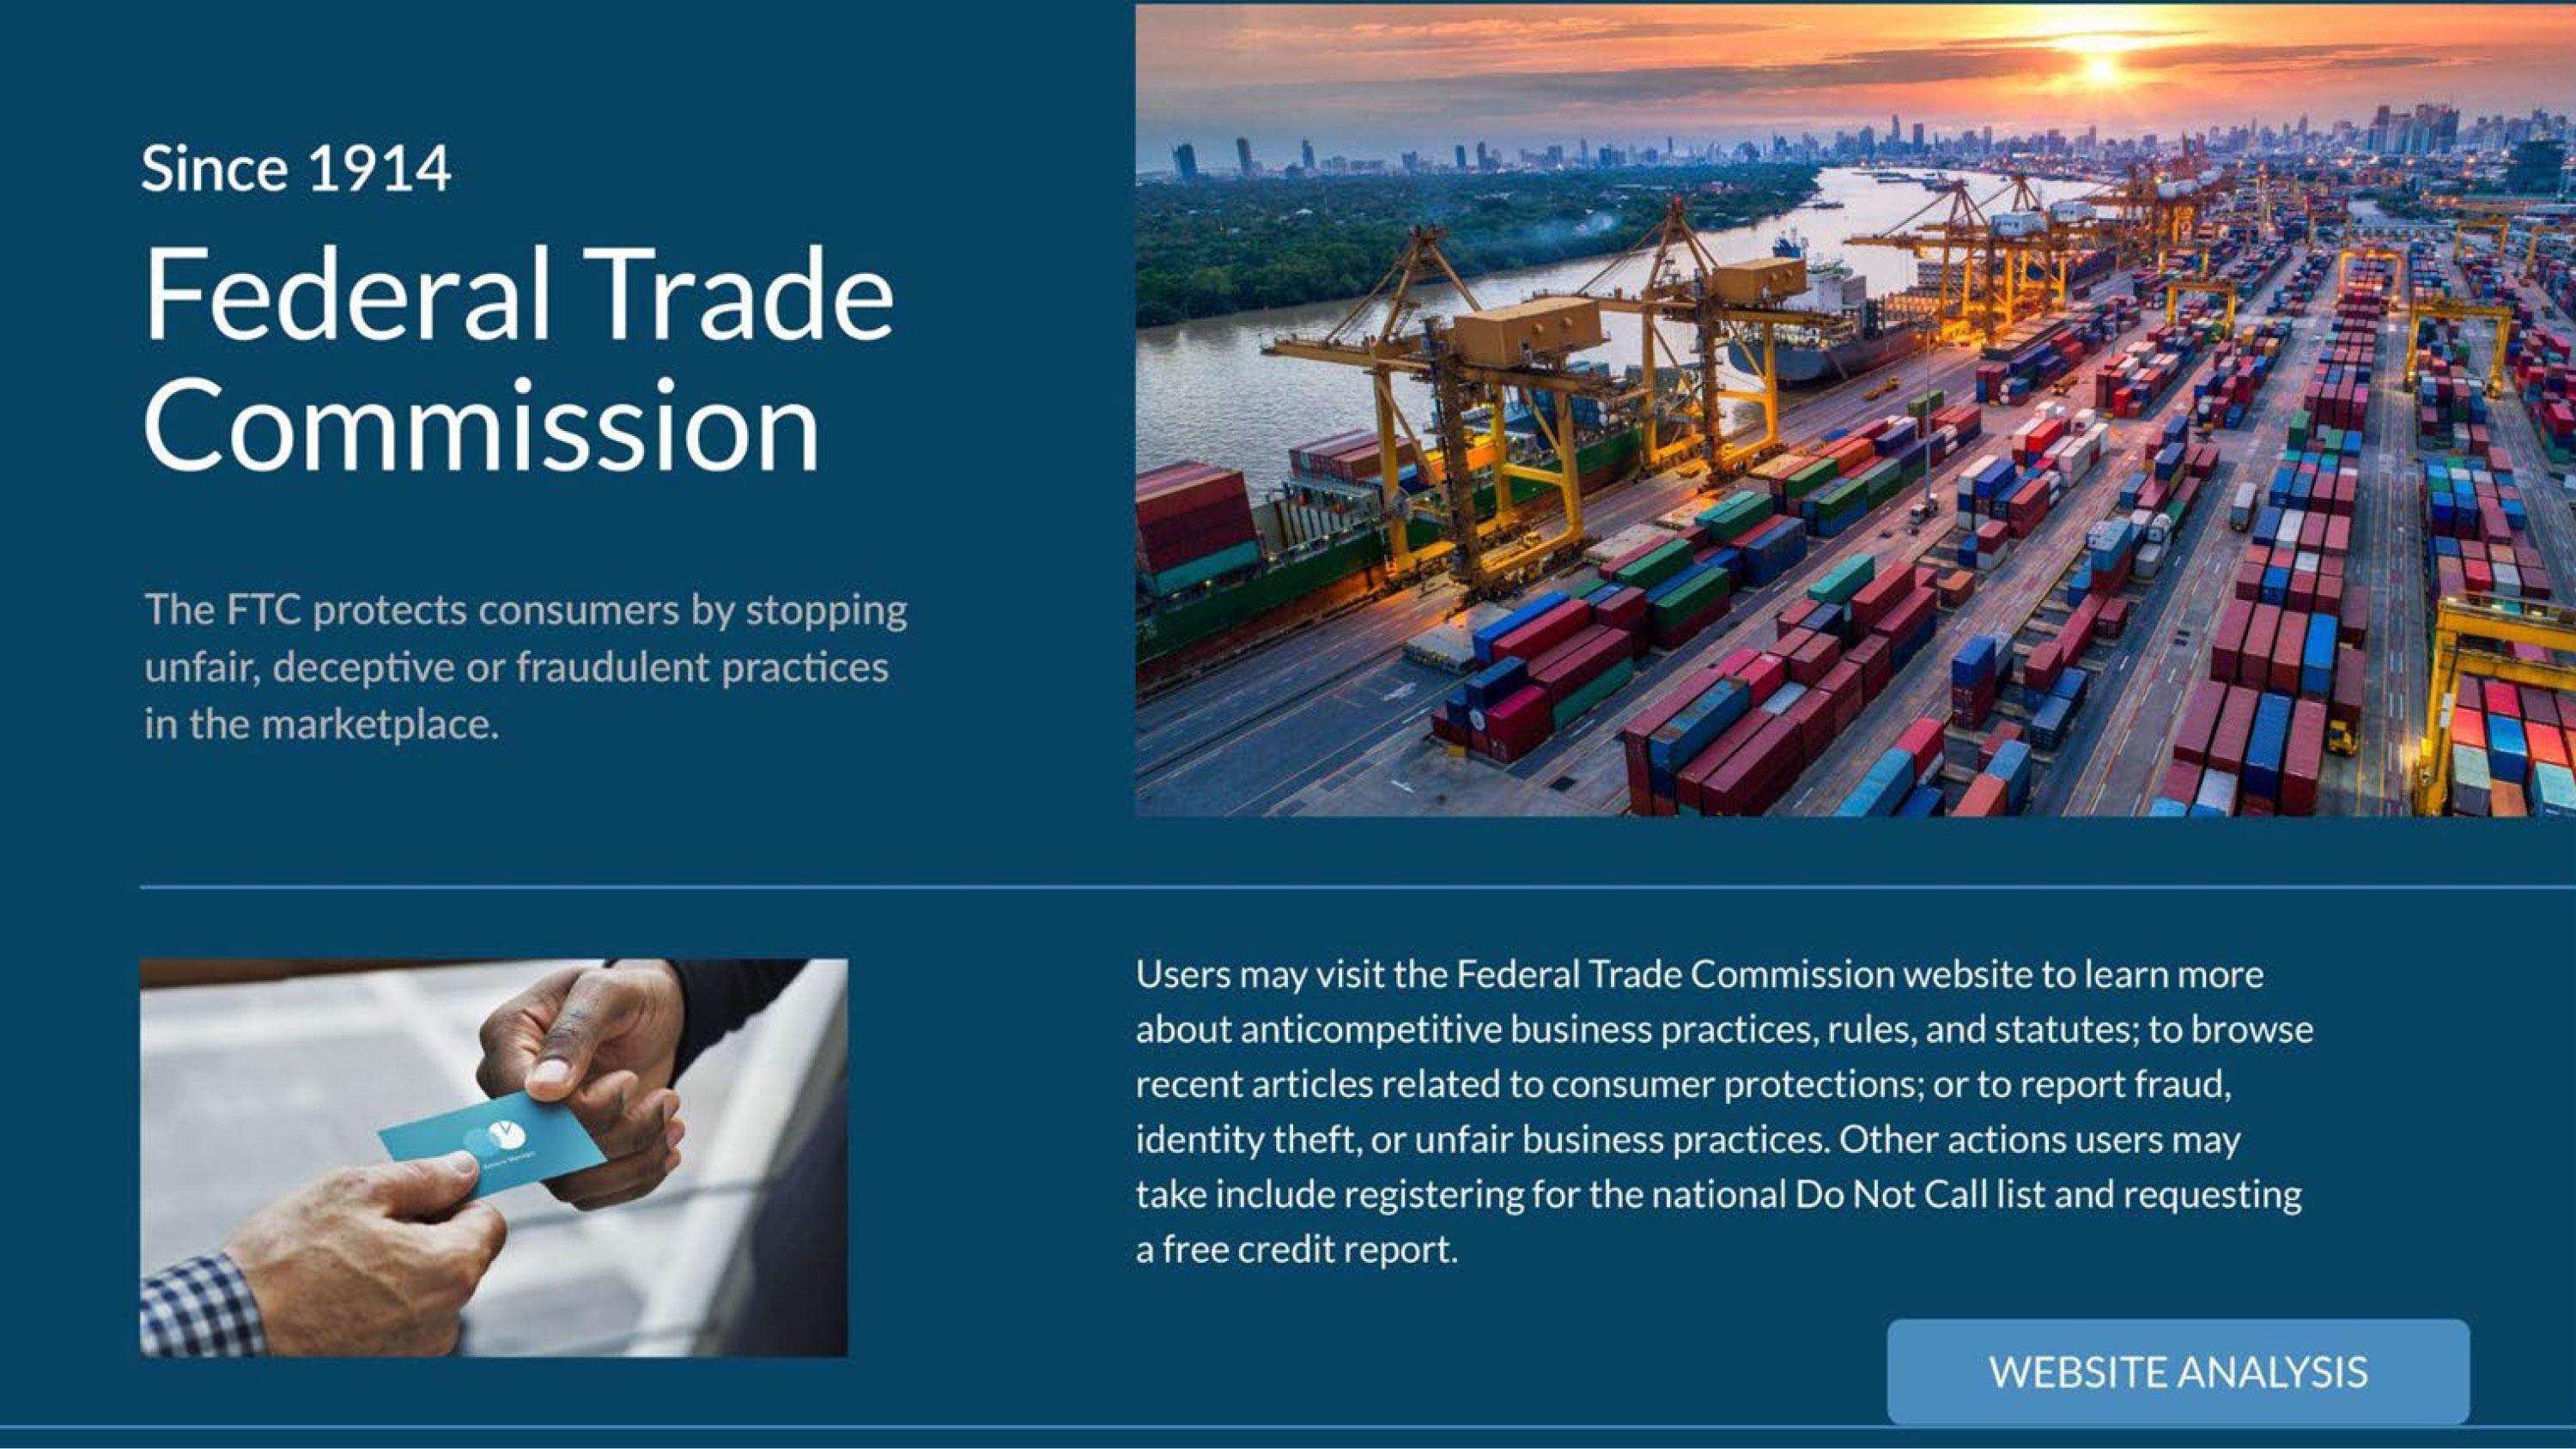 Since 1914
Federal Trade
Commission
The FTC protects consumers by stopping
unfair, deceptive or fraudulent practices
in the marketplace.
Users may visit the Federal Trade Commission website to learn more
about anticompetitive business practices, rules, and statutes; to browse
recent articles related to consumer protections; or to report fraud,
identity theft, or unfair business practices. Other actions users may
take include registering for the national Do Not Call list and requesting
a free credit report.
WEBSITE ANALYSIS